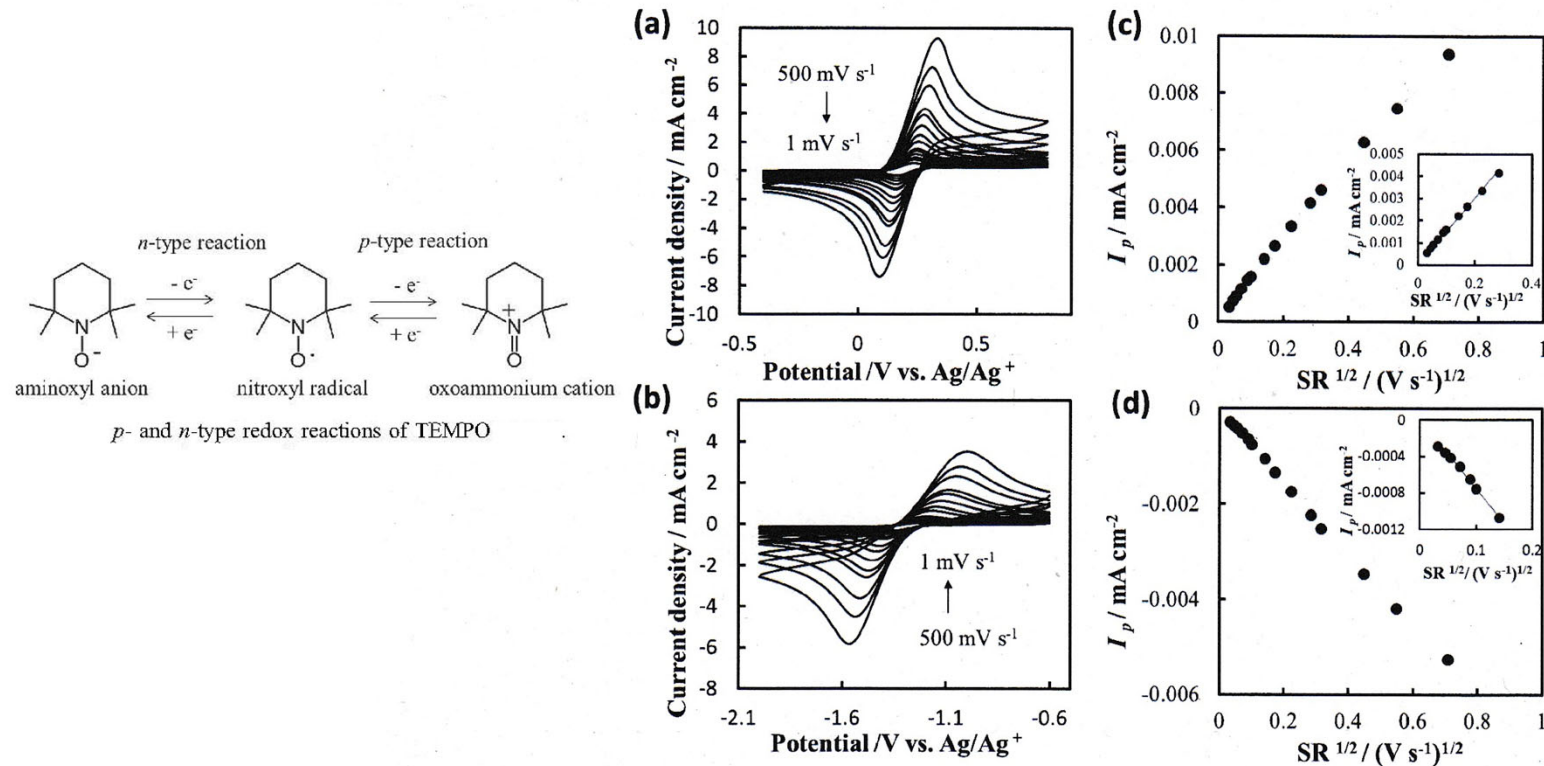 n-type reaction
p-type reaction
- e-
- e-
+ e-
+ e-
N
O-
N
O·
N+
O
aminoxyl anion
nitroxyl radical
oxoammonium cation
p- and n-type redox reactions of TEMPO
(a)
Current density / mA cm-2
10
8
6
4
2
0
-2
-4
-6
-8
-10
500 mV s-1
1 mV s-1
-0.5
0
0.5
Potential /V vs. Ag/Ag+
(b)
Current density / mA cm-2
6
4
2
0
-2
-4
-6
-8
1 mV s-1
500 mV s-1
-2.1
-1.6
-1.1
-0.6
Potential /V vs. Ag/Ag+
(c)
Ip / mA cm-2
0.01
0.008
0.006
0.004
0.002
0
0
0.2
0.4
0.6
0.8
1
SR 1/2 / (V s-1)1/2
Ip / mA cm-2
0.005
0.004
0.003
0.002
0.001
0
0
0.2
0.4
SR 1/2 / (V s-1)1/2
(d)
Ip / mA cm-2
0
-0.002
-0.004
-0.006
0
0.2
0.4
0.6
0.8
1
SR 1/2 / (V s-1)1/2
Ip / mA cm-2
0
-0.0004
-0.0008
-0.0012
0
0.1
0.2
SR 1/2/ (V s-1)1/2